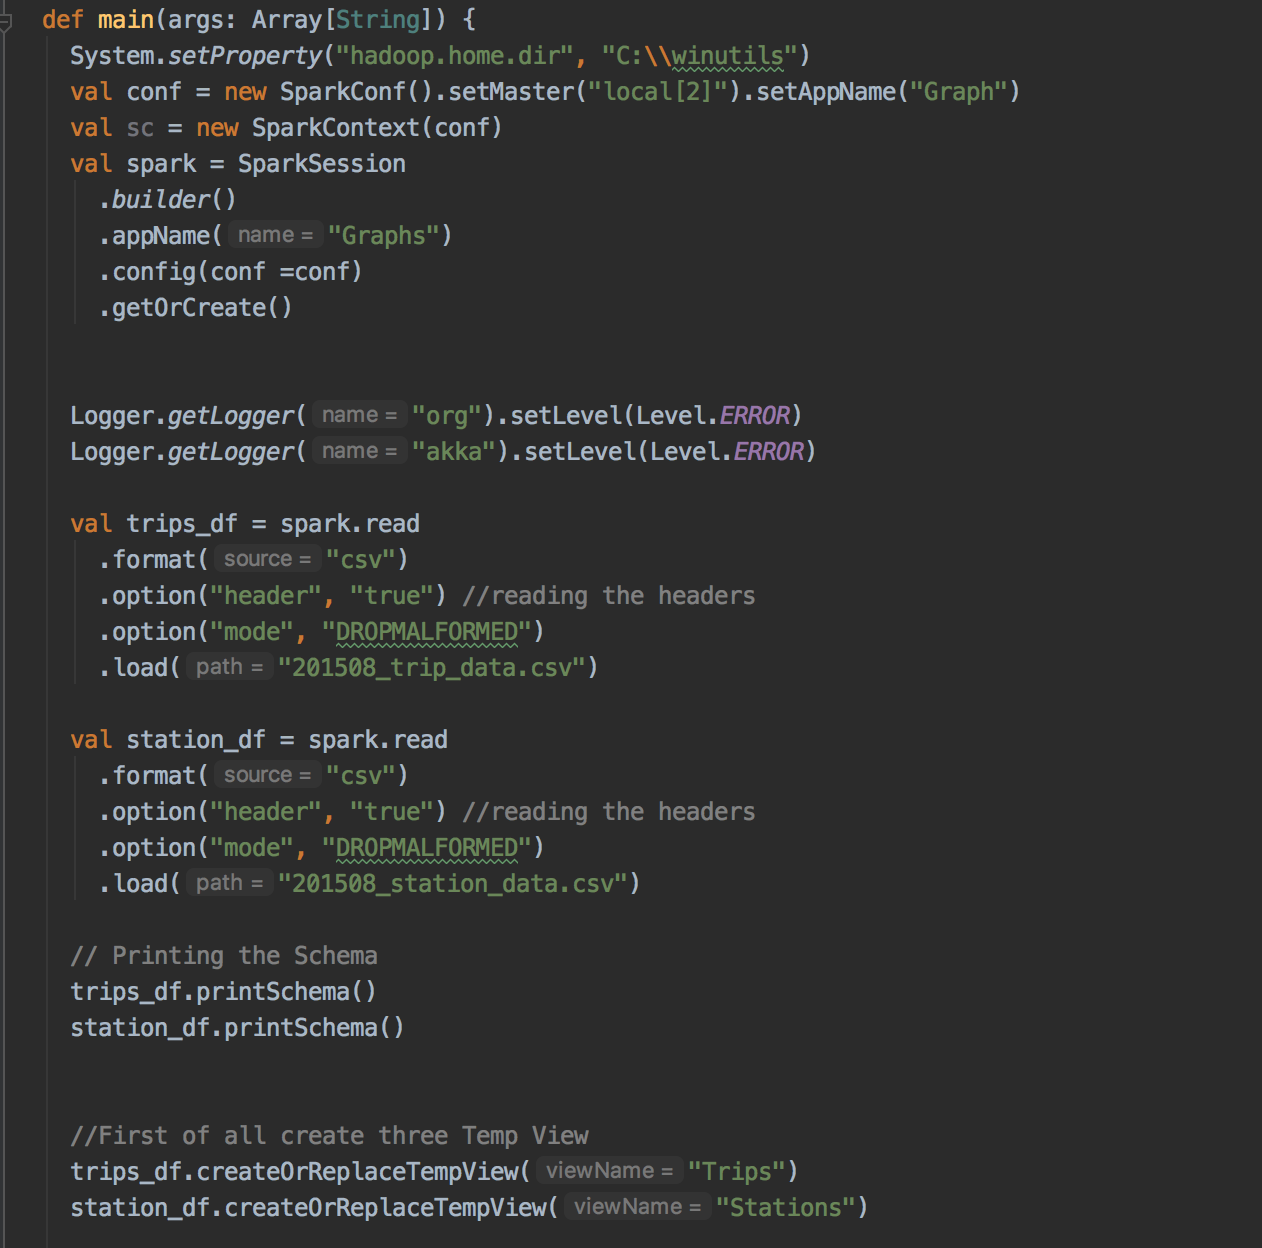 def main(args: Array[String]) {
System.setProperty("hadoop.home.dir", "C:\\winutils")
val conf = new SparkConf().setMaster("local[2]").setAppName("Graph")
val sc = new SparkContext(conf)
val spark = SparkSession
.builder()
.appName( name = "Graphs")
.config(conf =conf)
.getOrCreate()
Logger.getLogger( name = "org").setLevel(Level.ERROR)
Logger.getLogger( name = "akka").setLevel(Level.ERROR)
val trips_df = spark.read
.format( source = "csv")
.option("header", "true") //reading the headers
.option("mode", "DROPMALFORMED")
.load( path = "201508_trip_data.csv")
val station_df = spark.read
.format( source = "csv")
.option("header", "true") //reading the headers
.option("mode", "DROPMALFORMED")
.load( path = "201508_station_data.csv")
// Printing the Schema
trips_df.printSchema()
station_df.printSchema()
//First of all create three Temp View
trips_df.createOrReplaceTempView( viewName = "Trips")
station_df.createOrReplaceTempView( viewName = "Stations")